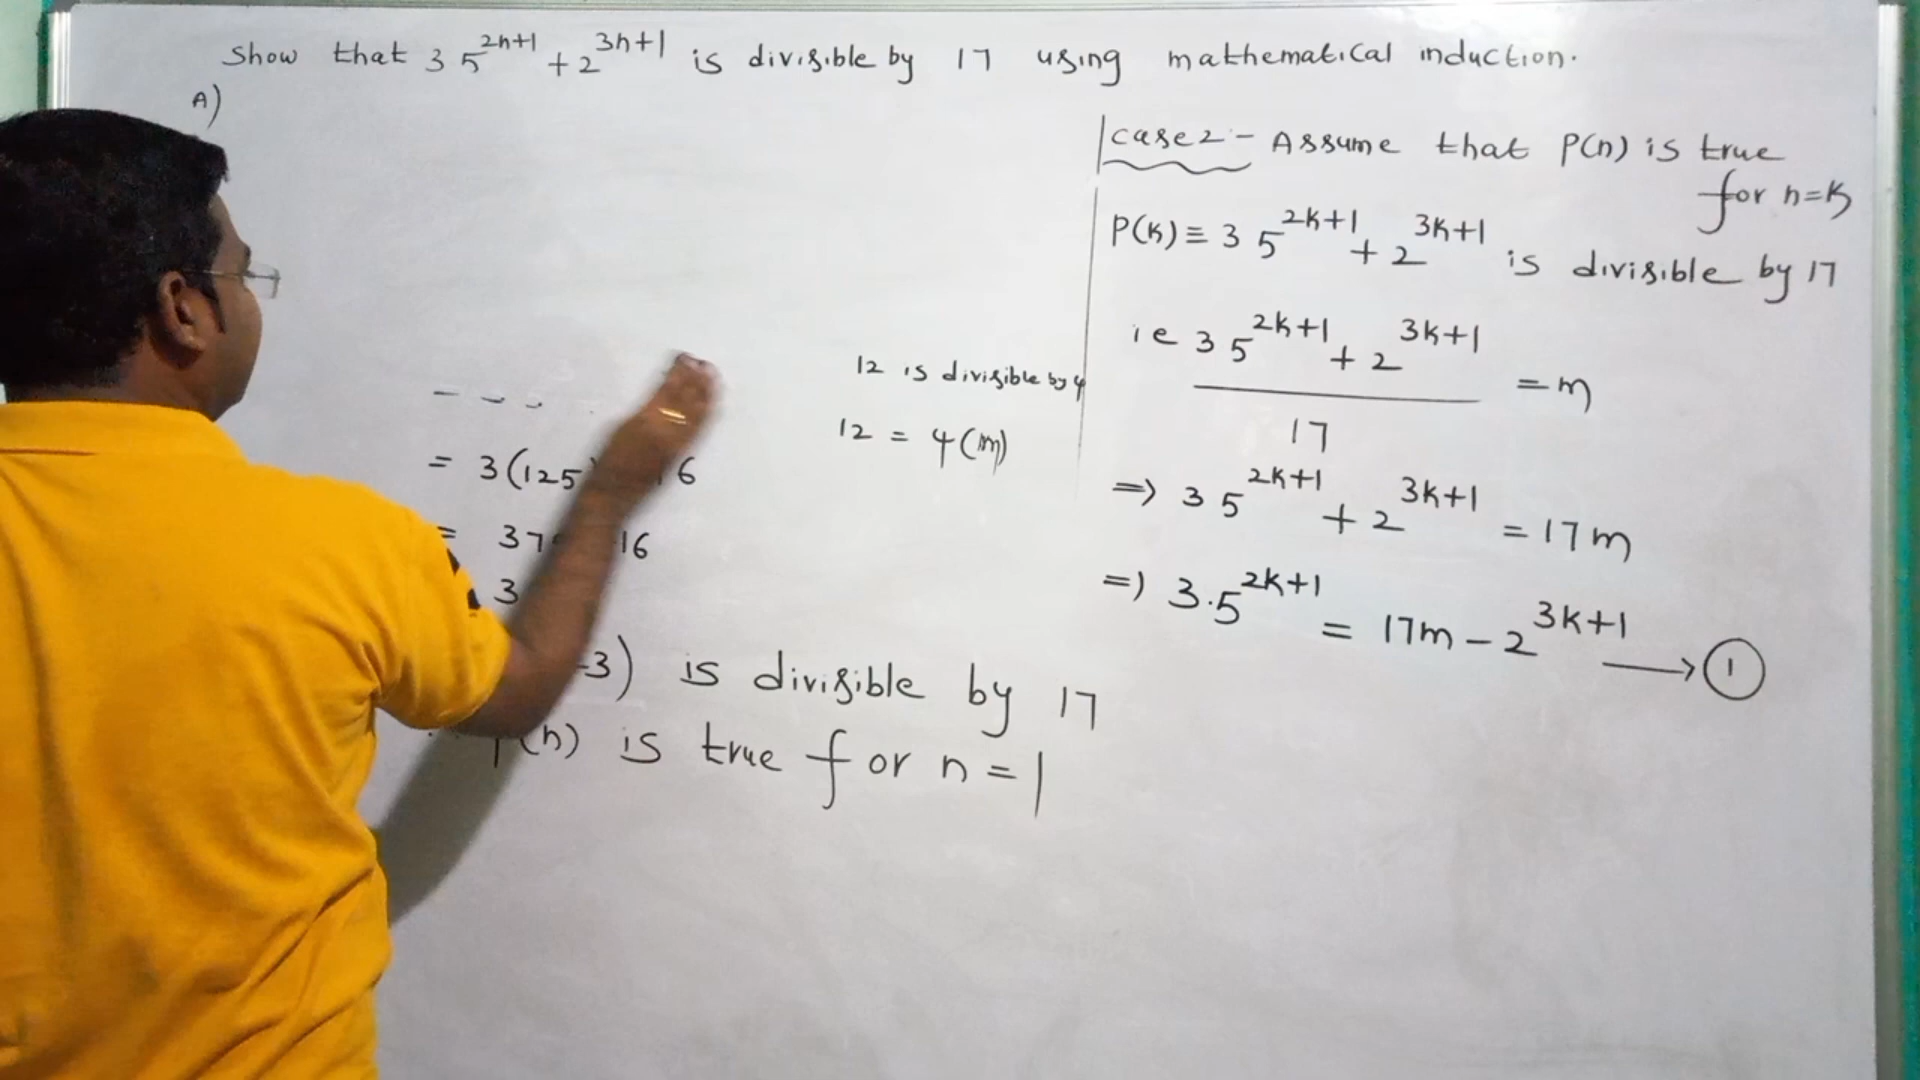 Show that 3 5^{2n+1} + 2^{3n+1} is divisible by 17 using mathematical induction.
A)
= 3(125 16
= 37 16
3
-3) is divisible by 17
(n) is true for n = 1
12 is divisible by 4
12 = 4(m)
case 2 - Assume that P(n) is true
for n=k
P(k) ≡ 3 5^{2k+1} + 2^{3k+1} is divisible by 17
ie 3 5^{2k+1} + 2^{3k+1} = m
17
=> 3 5^{2k+1} + 2^{3k+1} = 17m
=) 3.5^{2k+1} = 17m - 2^{3k+1} → 1